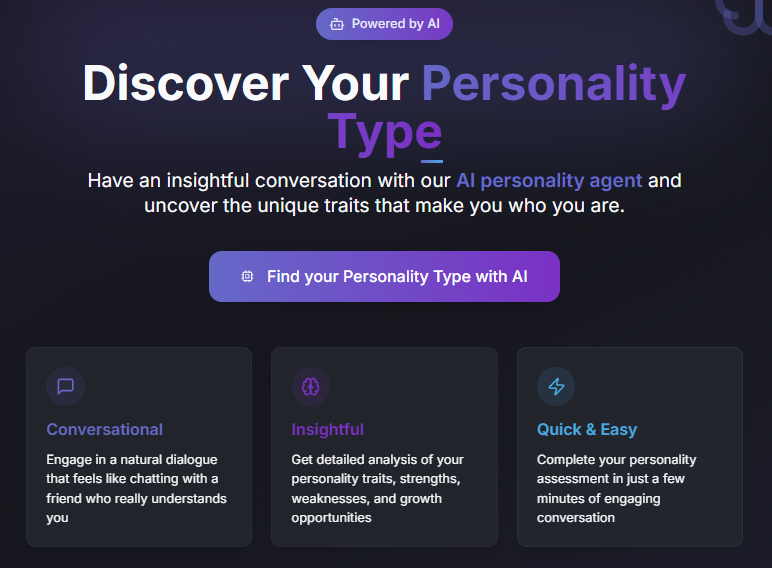 Powered by AI
Discover Your Personality
Type
Have an insightful conversation with our AI personality agent and
uncover the unique traits that make you who you are.
Find your Personality Type with AI
Conversational
Engage in a natural dialogue
that feels like chatting with a
friend who really understands
you
Insightful
Get detailed analysis of your
personality traits, strengths,
weaknesses, and growth
opportunities
Quick & Easy
Complete your personality
assessment in just a few
minutes of engaging
conversation